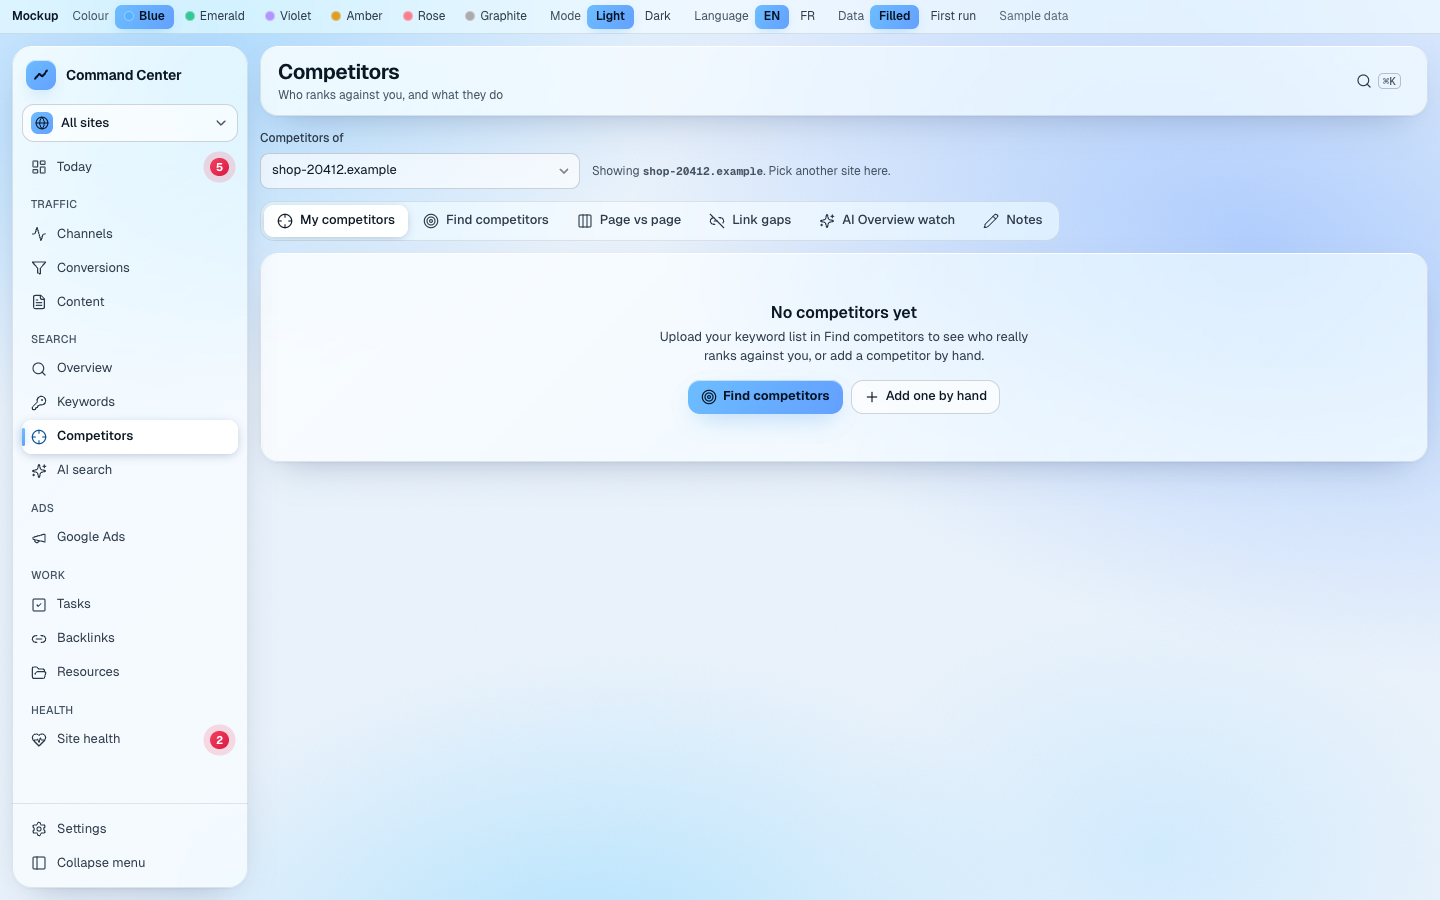 Mockup Colour Blue Emerald Violet Amber Rose Graphite Mode Light Dark Language EN FR Data Filled First run Sample data
Command Center
All sites
Today 5
TRAFFIC
Channels
Conversions
Content
SEARCH
Overview
Keywords
Competitors
AI search
ADS
Google Ads
WORK
Tasks
Backlinks
Resources
HEALTH
Site health 2
Settings
Collapse menu
Competitors
Who ranks against you, and what they do
⌘K
Competitors of
shop-20412.example
Showing shop-20412.example. Pick another site here.
My competitors Find competitors Page vs page Link gaps AI Overview watch Notes
No competitors yet
Upload your keyword list in Find competitors to see who really
ranks against you, or add a competitor by hand.
Find competitors Add one by hand